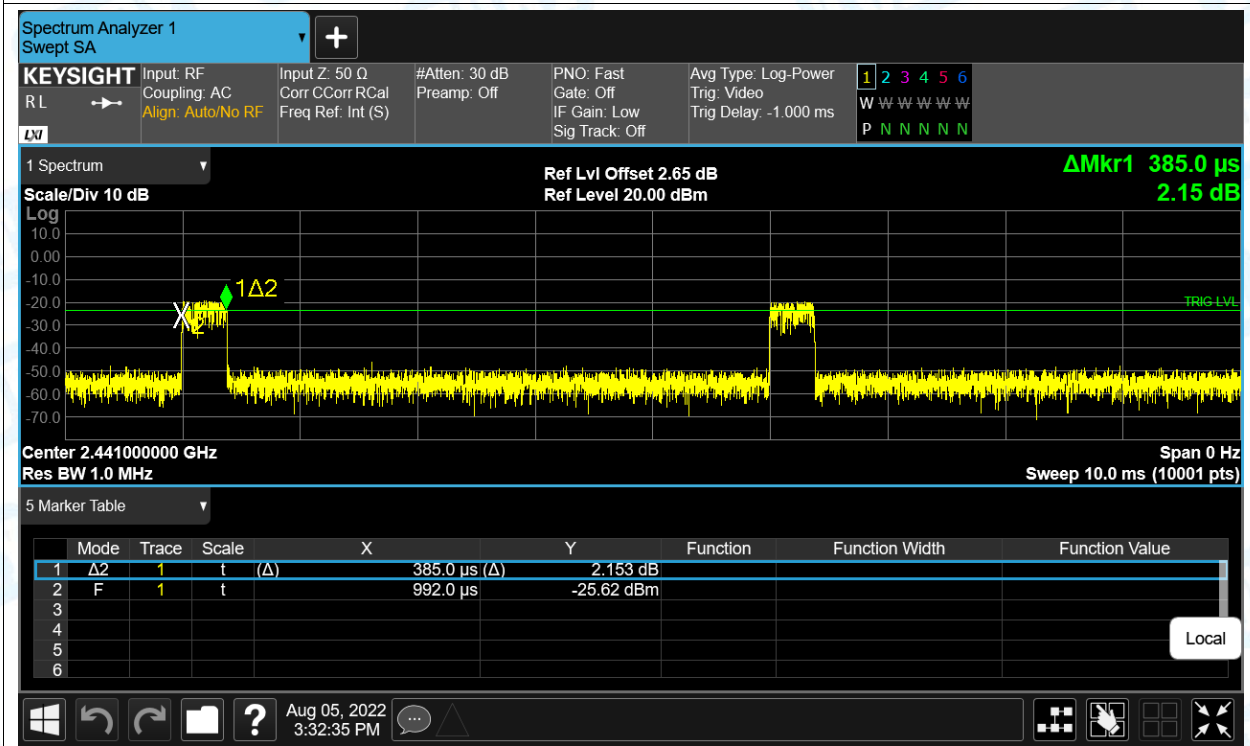 Spectrum Analyzer 1
Swept SA
KEYSIGHT
R L
LXI
Input: RF
Coupling: AC
Align: Auto/No RF
Input Z: 50 Ω
Corr CCorr RCal
Freq Ref: Int (S)
#Atten: 30 dB
Preamp: Off
PNO: Fast
Gate: Off
IF Gain: Low
Sig Track: Off
Avg Type: Log-Power
Trig: Video
Trig Delay: -1.000 ms
1 2 3 4 5 6
W W W W W W
P N N N N N
1 Spectrum
Scale/Div 10 dB
Ref Lvl Offset 2.65 dB
Ref Level 20.00 dBm
ΔMkr1 385.0 µs
2.15 dB
Log
10.0
0.00
-10.0
-20.0
-30.0
-40.0
-50.0
-60.0
-70.0
1Δ2
X2
TRIG LVL
Center 2.441000000 GHz
Res BW 1.0 MHz
Span 0 Hz
Sweep 10.0 ms (10001 pts)
5 Marker Table
Mode Trace Scale X Y Function Function Width Function Value
1 Δ2 1 t (Δ) 385.0 µs (Δ) 2.153 dB
2 F 1 t 992.0 µs -25.62 dBm
3
4
5
6
Local
?
Aug 05, 2022
3:32:35 PM